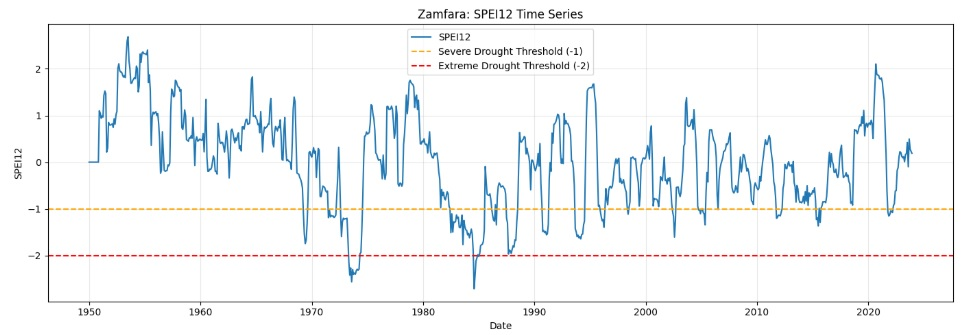 Zamfara: SPEI12 Time Series
SPEI12
Severe Drought Threshold (-1)
Extreme Drought Threshold (-2)
SPEI12
2
1
0
−1
−2
1950 1960 1970 1980 1990 2000 2010 2020
Date